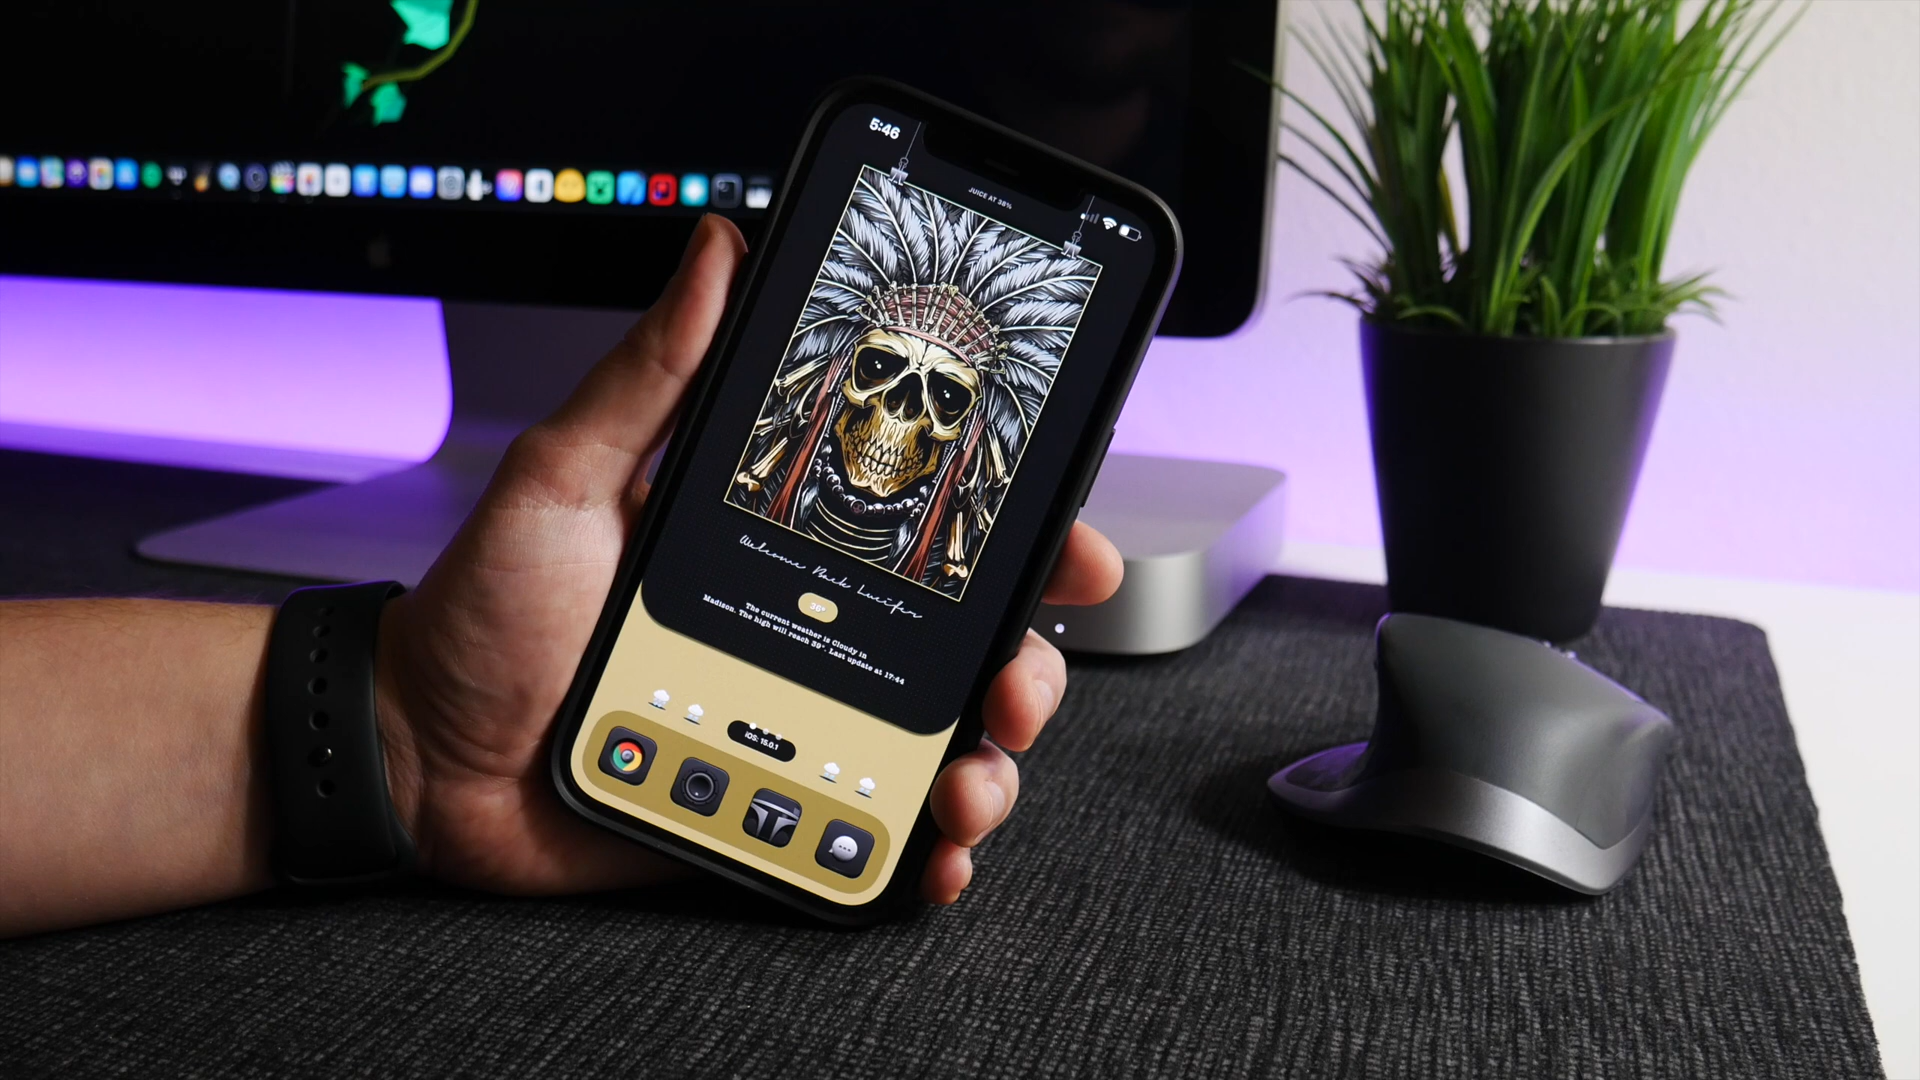 5:46
JUICE AT 38%
Welcome Back Lucifer
36°
The current weather is Cloudy in
Madison. The high will reach 39°. Last update at 17:44
iOS: 15.0.1